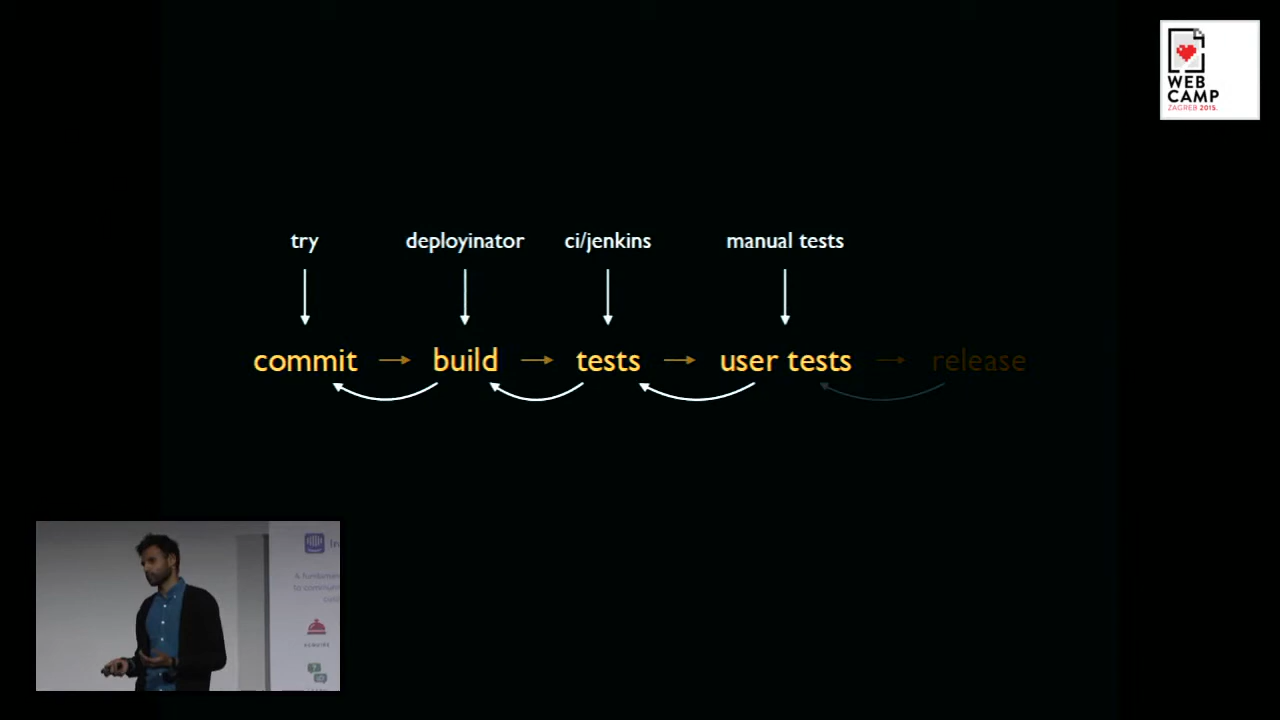 WEB
CAMP
ZAGREB 2015.
try
deployinator
ci/jenkins
manual tests
commit
build
tests
user tests
release